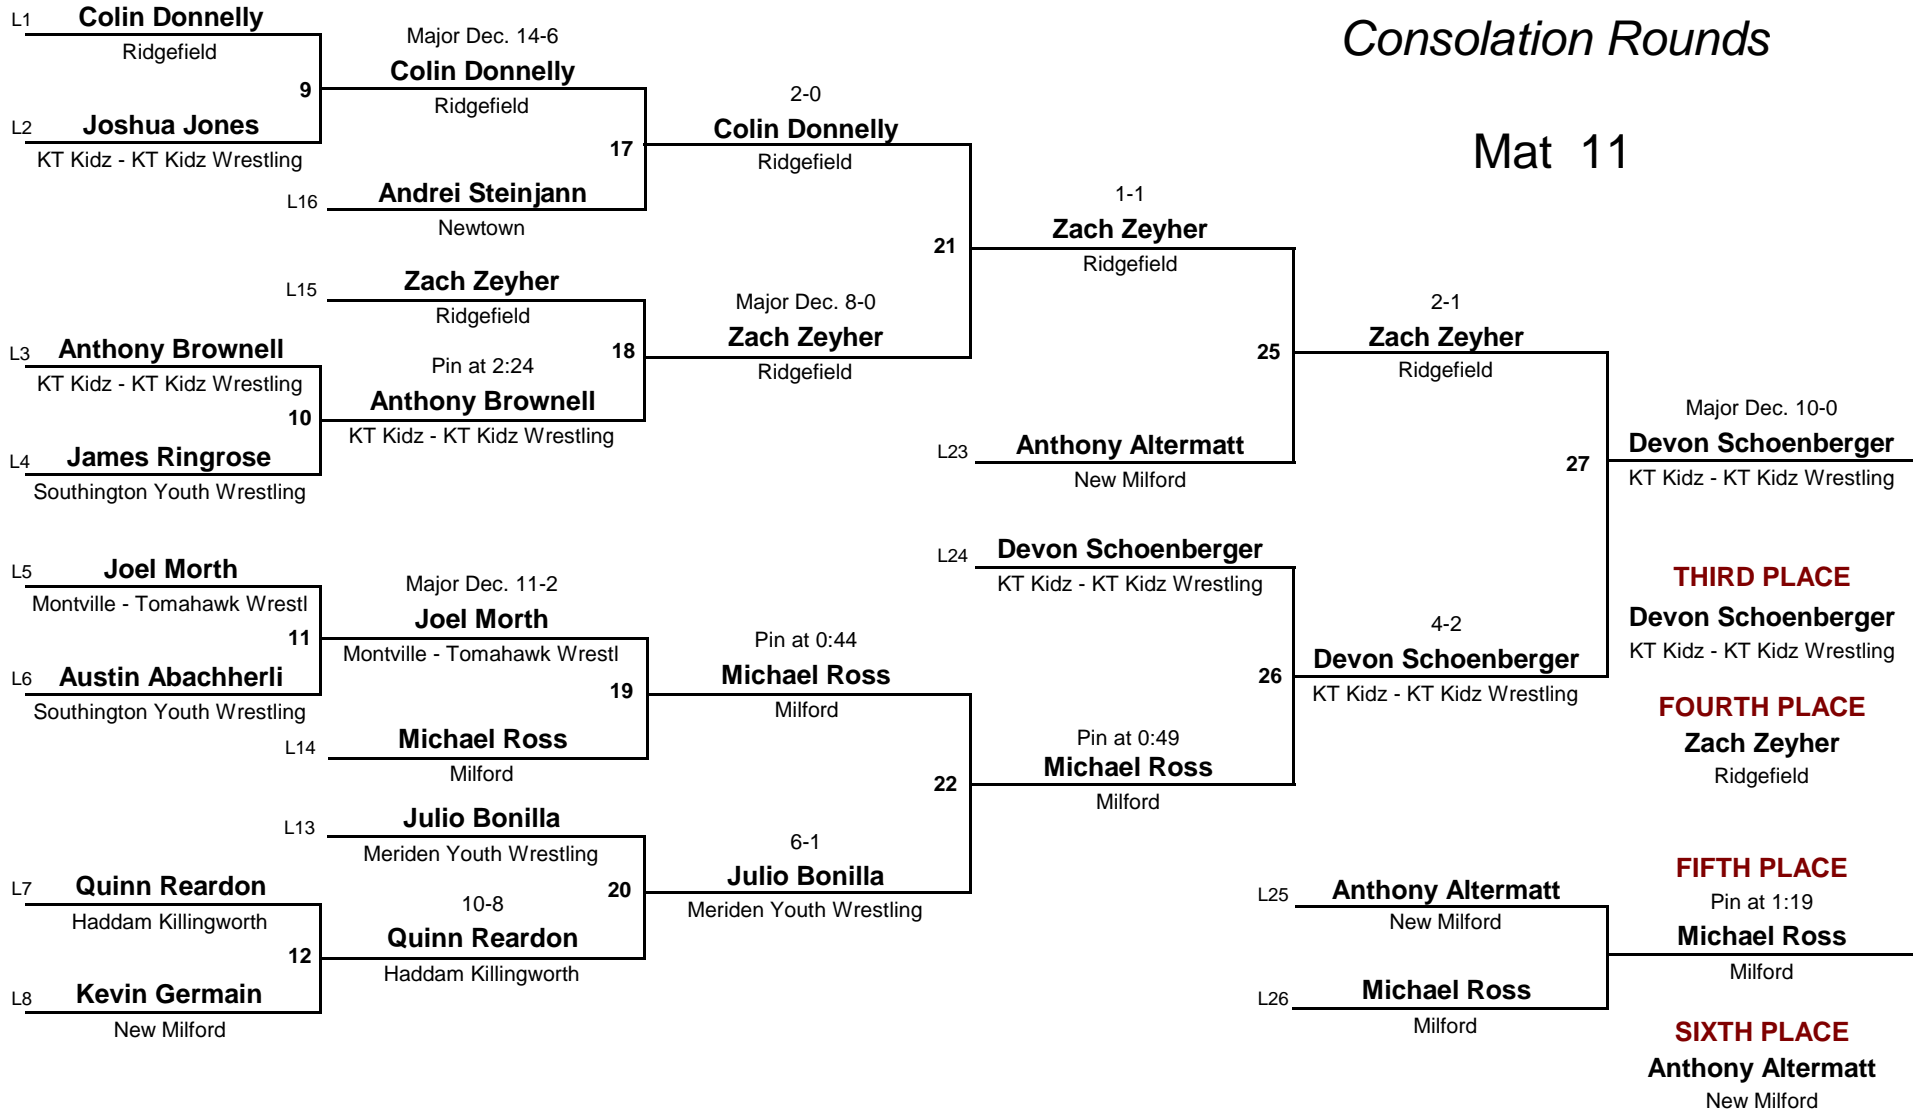 Consolation Rounds
Mat 11
L1 Colin Donnelly
Ridgefield
9
L2 Joshua Jones
KT Kidz - KT Kidz Wrestling
L3 Anthony Brownell
KT Kidz - KT Kidz Wrestling
10
L4 James Ringrose
Southington Youth Wrestling
L5 Joel Morth
Montville - Tomahawk Wrestl
11
L6 Austin Abachherli
Southington Youth Wrestling
L7 Quinn Reardon
Haddam Killingworth
12
L8 Kevin Germain
New Milford
Major Dec. 14-6
Colin Donnelly
Ridgefield
17
L16 Andrei Steinjann
Newtown
L15 Zach Zeyher
Ridgefield
18
Pin at 2:24
Anthony Brownell
KT Kidz - KT Kidz Wrestling
Major Dec. 11-2
Joel Morth
Montville - Tomahawk Wrestl
19
L14 Michael Ross
Milford
L13 Julio Bonilla
Meriden Youth Wrestling
20
10-8
Quinn Reardon
Haddam Killingworth
2-0
Colin Donnelly
Ridgefield
21
Major Dec. 8-0
Zach Zeyher
Ridgefield
Pin at 0:44
Michael Ross
Milford
22
6-1
Julio Bonilla
Meriden Youth Wrestling
1-1
Zach Zeyher
Ridgefield
25
L23 Anthony Altermatt
New Milford
L24 Devon Schoenberger
KT Kidz - KT Kidz Wrestling
26
Pin at 0:49
Michael Ross
Milford
2-1
Zach Zeyher
Ridgefield
27
4-2
Devon Schoenberger
KT Kidz - KT Kidz Wrestling
L25 Anthony Altermatt
New Milford
L26 Michael Ross
Milford
Major Dec. 10-0
Devon Schoenberger
KT Kidz - KT Kidz Wrestling
THIRD PLACE
Devon Schoenberger
KT Kidz - KT Kidz Wrestling
FOURTH PLACE
Zach Zeyher
Ridgefield
FIFTH PLACE
Pin at 1:19
Michael Ross
Milford
SIXTH PLACE
Anthony Altermatt
New Milford